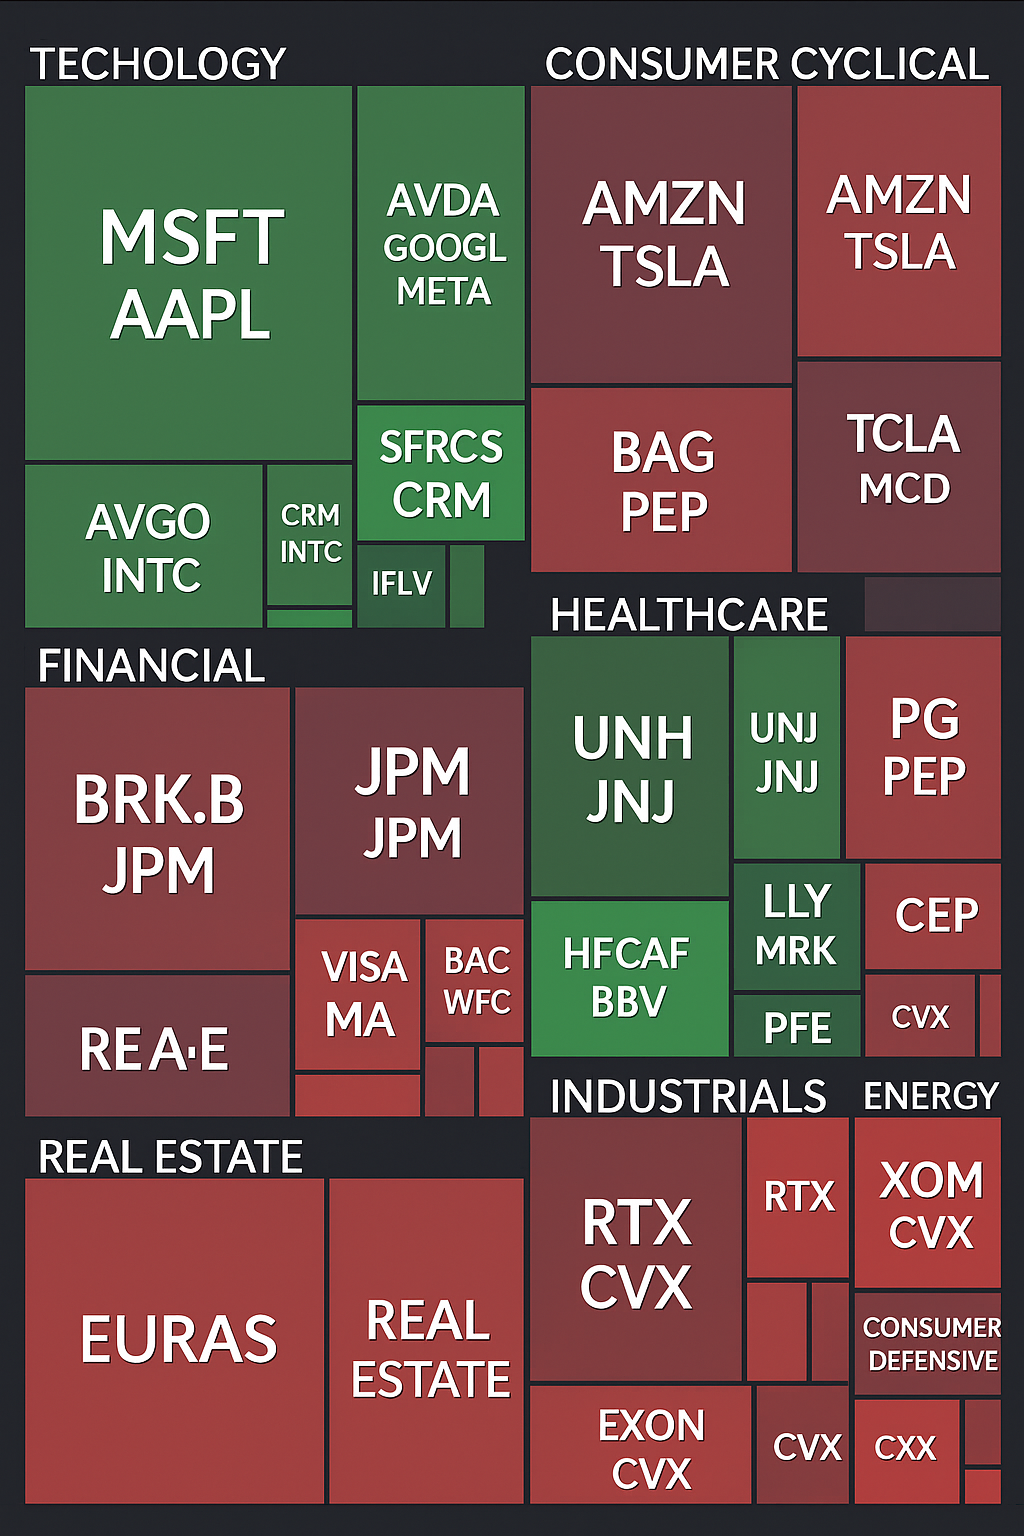 TECHOLOGY
MSFT
AAPL
AVDA
GOOGL
META
SFRCS
CRM
AVGO
INTC
CRM
INTC
IFLV
CONSUMER CYCLICAL
AMZN
TSLA
AMZN
TSLA
BAG
PEP
TCLA
MCD
FINANCIAL
BRK.B
JPM
JPM
JPM
VISA
MA
BAC
WFC
REA·E
HEALTHCARE
UNH
JNJ
UNJ
JNJ
PG
PEP
HFCAF
BBV
LLY
MRK
PFE
CEP
CVX
REAL ESTATE
EURAS
REAL
ESTATE
INDUSTRIALS
RTX
CVX
RTX
EXON
CVX
CVX
ENERGY
XOM
CVX
CONSUMER
DEFENSIVE
CXX